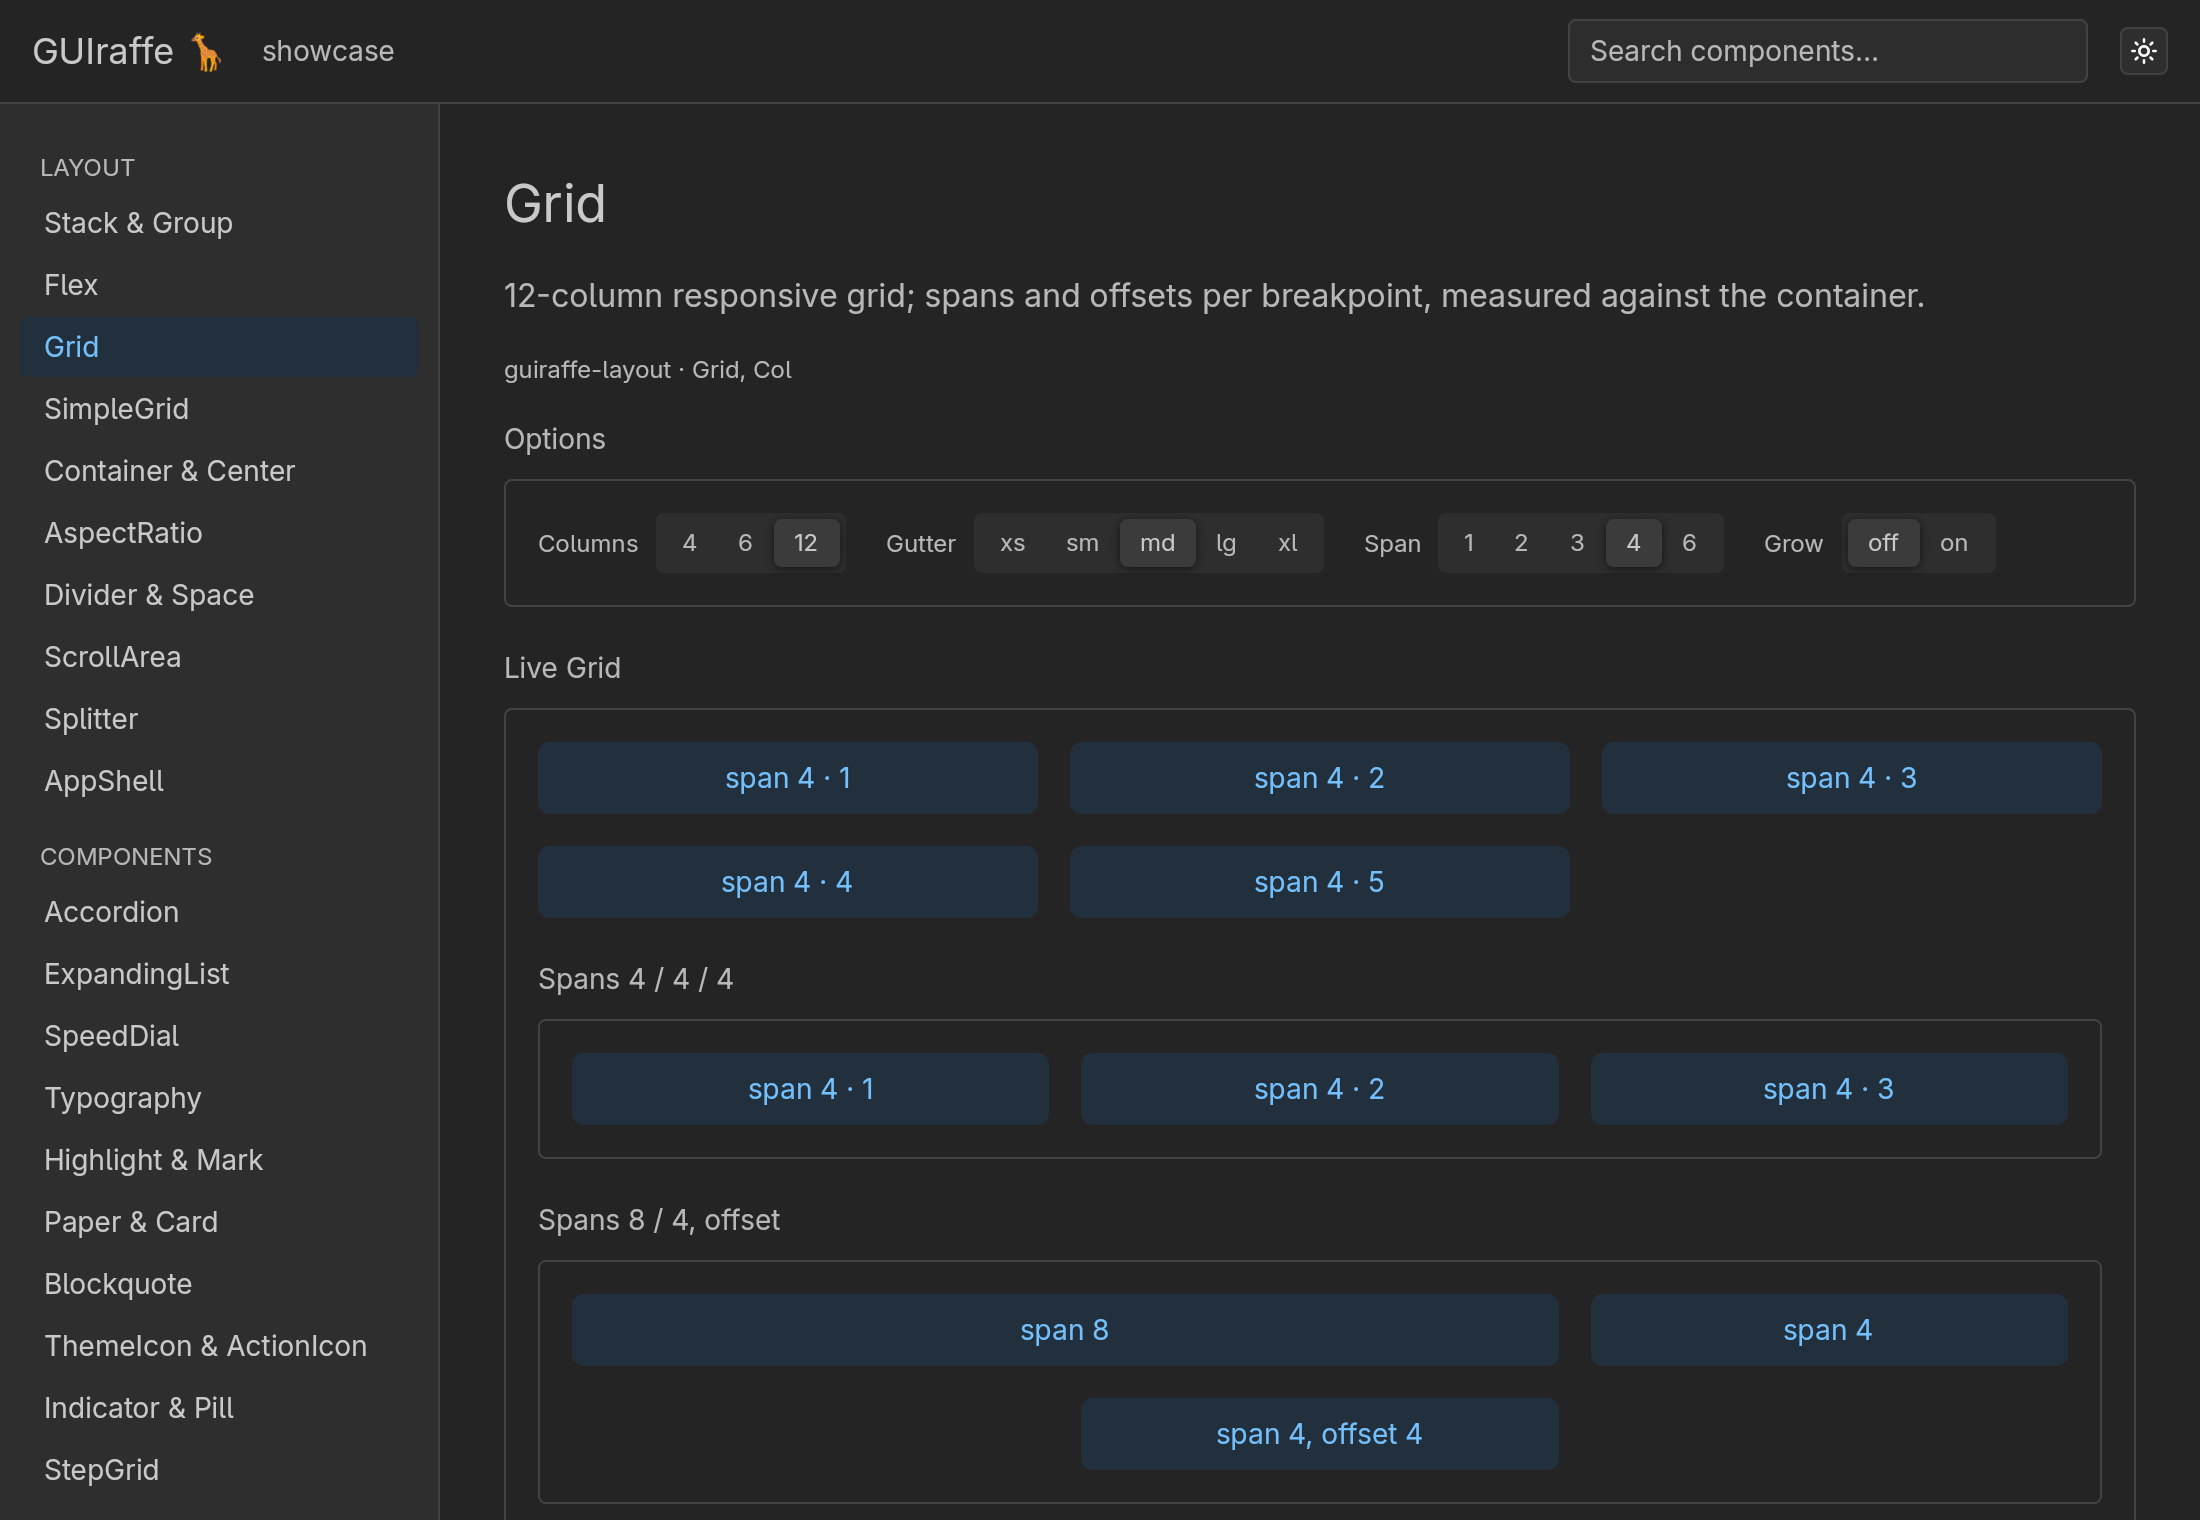 GUIraffe 🦒 showcase Search components...
LAYOUT
Stack & Group
Flex
Grid
SimpleGrid
Container & Center
AspectRatio
Divider & Space
ScrollArea
Splitter
AppShell
COMPONENTS
Accordion
ExpandingList
SpeedDial
Typography
Highlight & Mark
Paper & Card
Blockquote
ThemeIcon & ActionIcon
Indicator & Pill
StepGrid
Grid
12-column responsive grid; spans and offsets per breakpoint, measured against the container.
guiraffe-layout · Grid, Col
Options
Columns 4 6 12 Gutter xs sm md lg xl Span 1 2 3 4 6 Grow off on
Live Grid
span 4 · 1 span 4 · 2 span 4 · 3
span 4 · 4 span 4 · 5
Spans 4 / 4 / 4
span 4 · 1 span 4 · 2 span 4 · 3
Spans 8 / 4, offset
span 8 span 4
span 4, offset 4